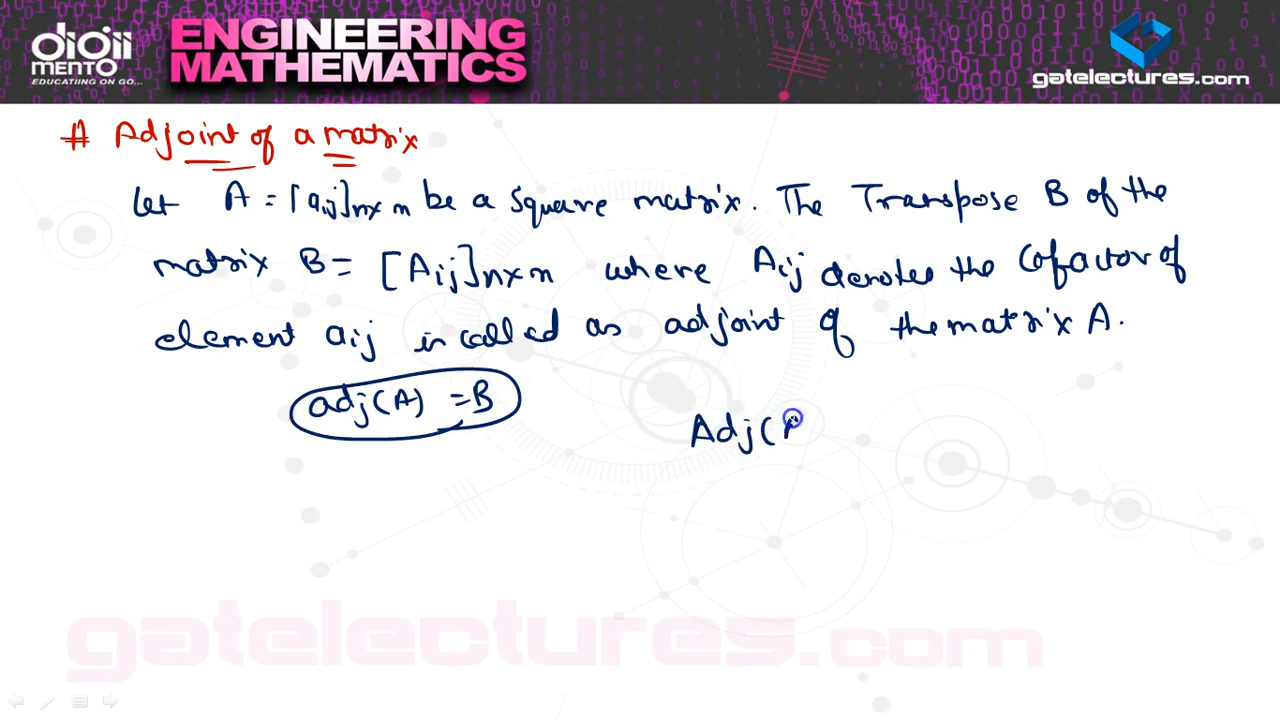 digii
MENTO
EDUCATIING ON GO...
ENGINEERING
MATHEMATICS
gatelectures.com
# Adjoint of a matrix
Let A = [aij]n×n be a square matrix. The Transpose B of the
matrix B = [Aij]n×n where Aij denotes the Cofactor of
element aij is called as adjoint of the matrix A.
adj(A) = B
Adj(A
gatelectures.com